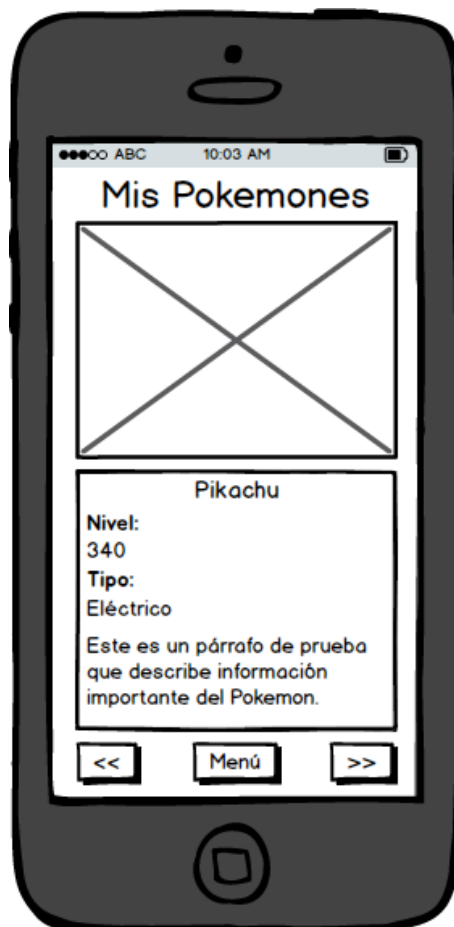 ABC 10:03 AM
Mis Pokemones
Pikachu
Nivel:
340
Tipo:
Eléctrico
Este es un párrafo de prueba
que describe información
importante del Pokemon.
<< Menú >>